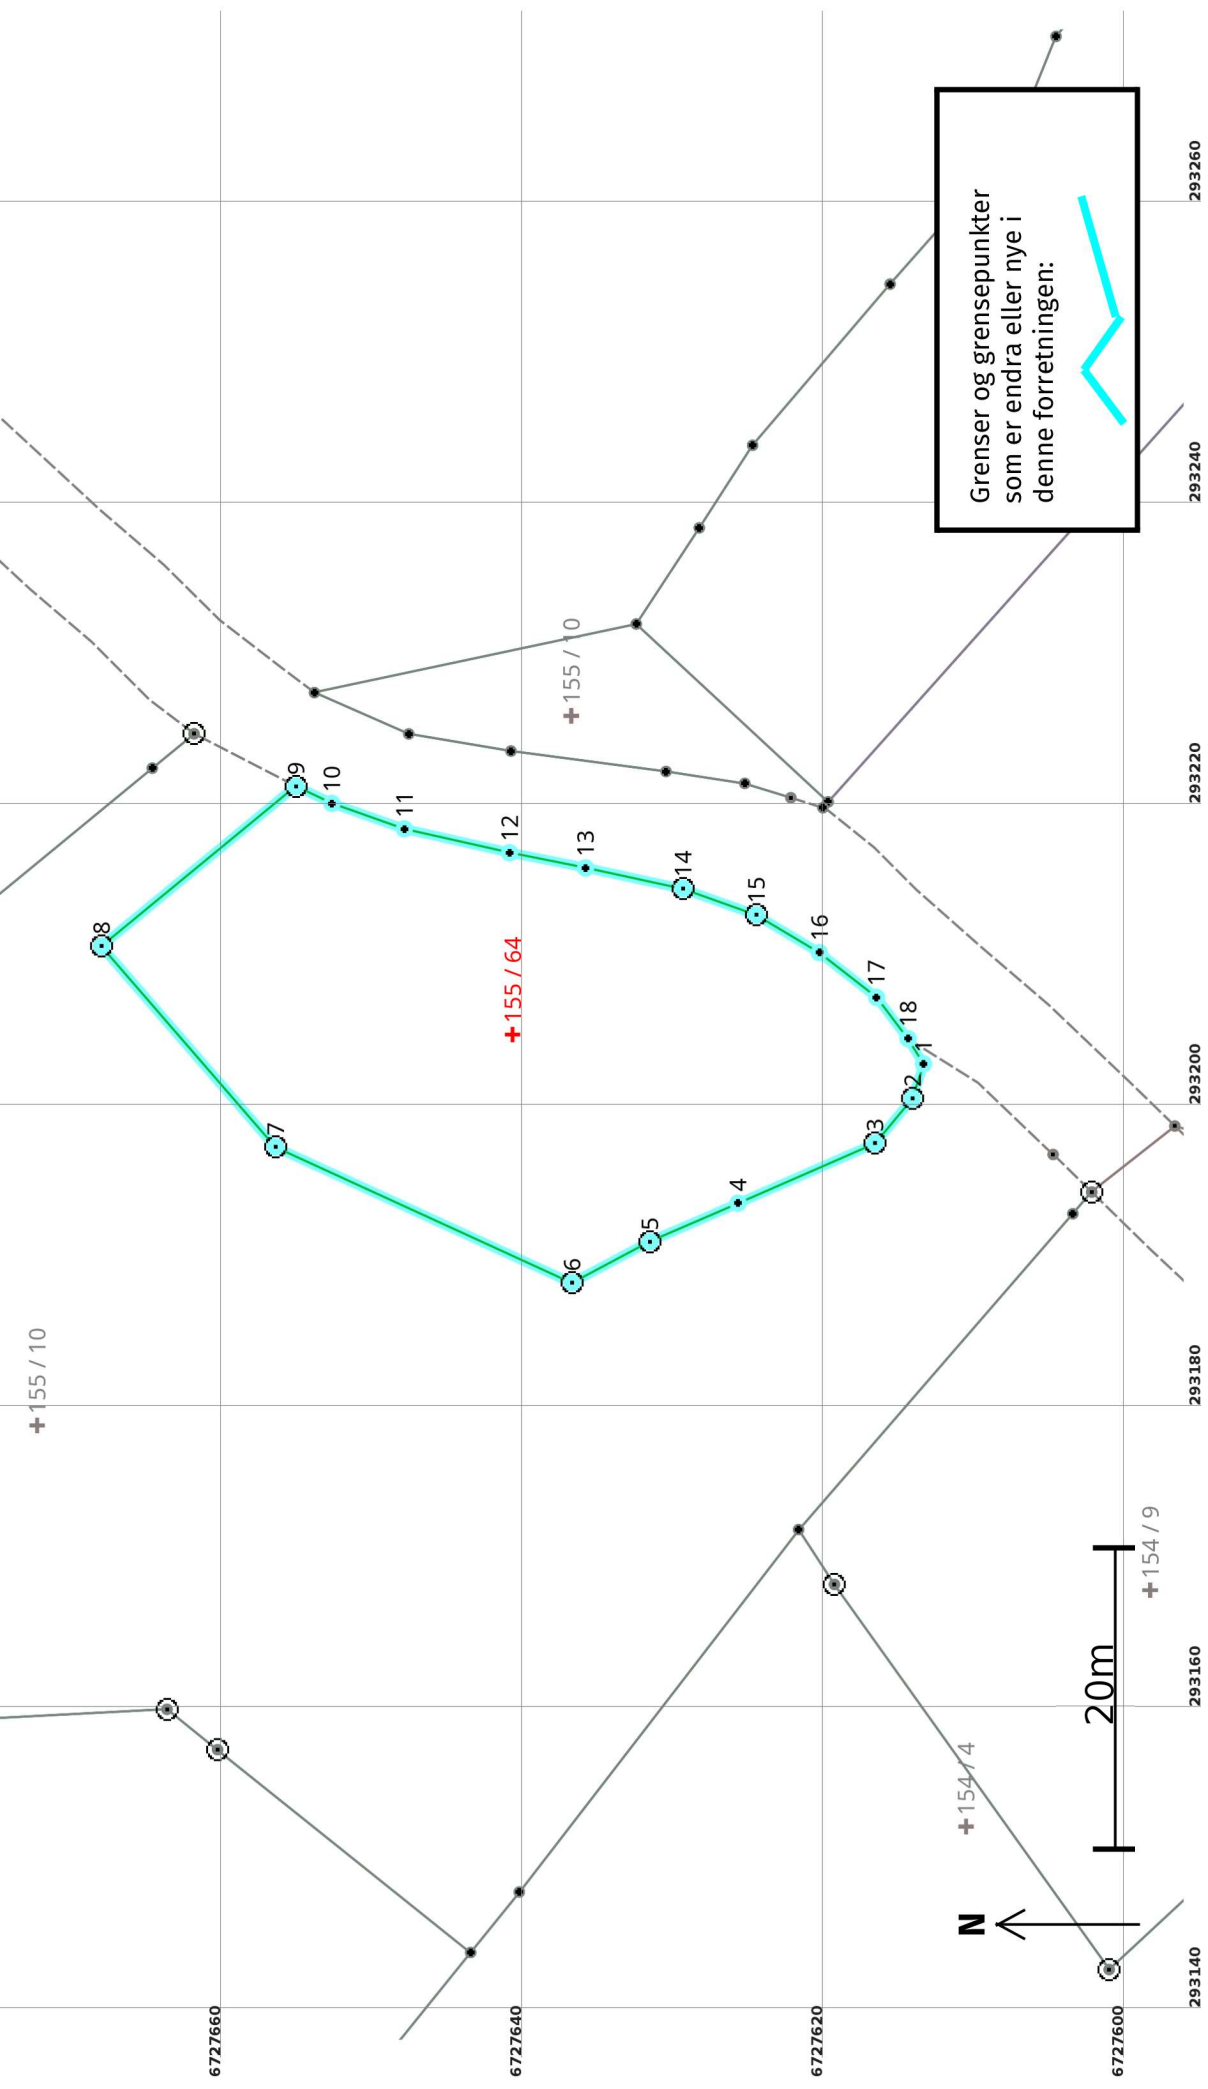 155 / 10
8
9
10
11
12
13
14
15
16
17
18
1
2
3
4
5
6
7
155 / 64
155 / 10
154 / 4
154 / 9
Grenser og grensepunkter
som er endra eller nye i
denne forretningen:
N
20m
6727660
6727640
6727620
6727600
293140
293160
293180
293200
293220
293240
293260